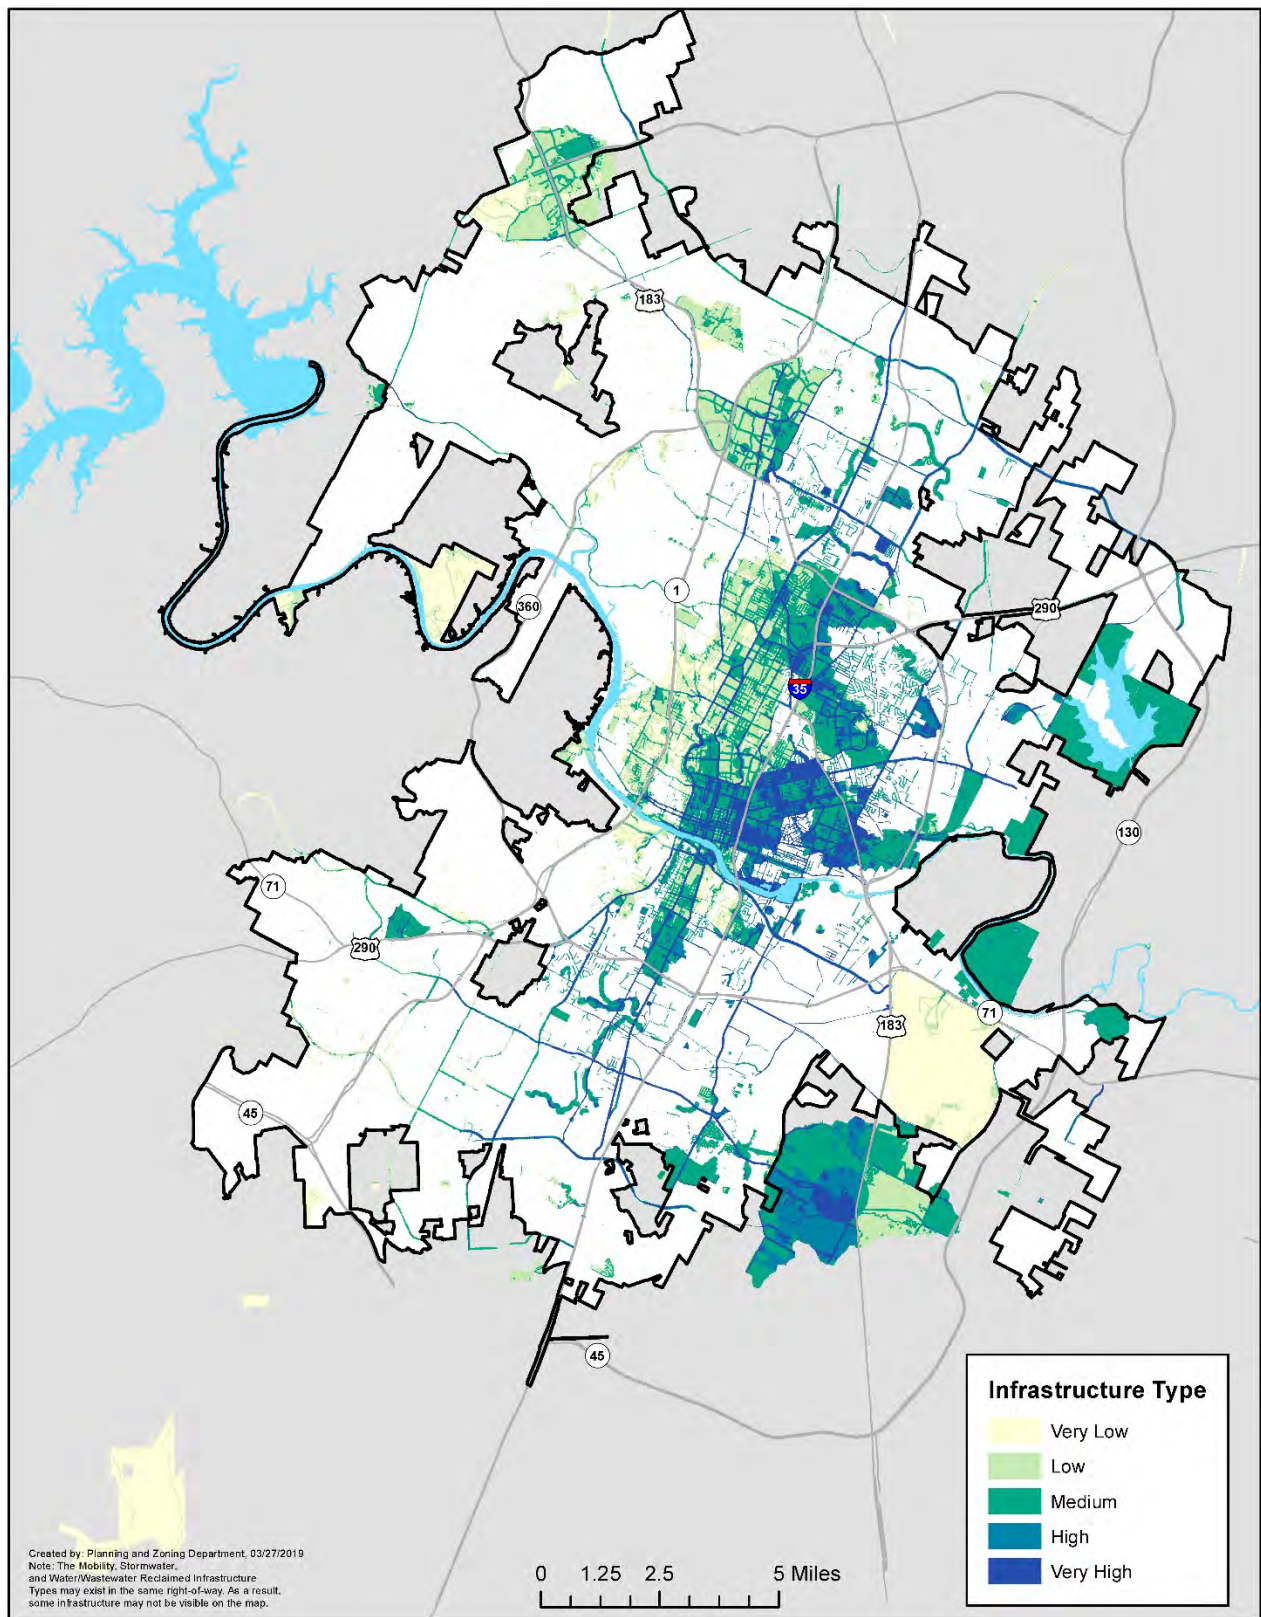 183
1
360
290
35
130
71
290
183
71
45
45
Infrastructure Type
Very Low
Low
Medium
High
Very High
Created by: Planning and Zoning Department, 03/27/2019
Note: The Mobility, Stormwater,
and Water/Wastewater Reclaimed Infrastructure
Types may exist in the same right-of-way. As a result,
some infrastructure may not be visible on the map.
0 1.25 2.5 5 Miles